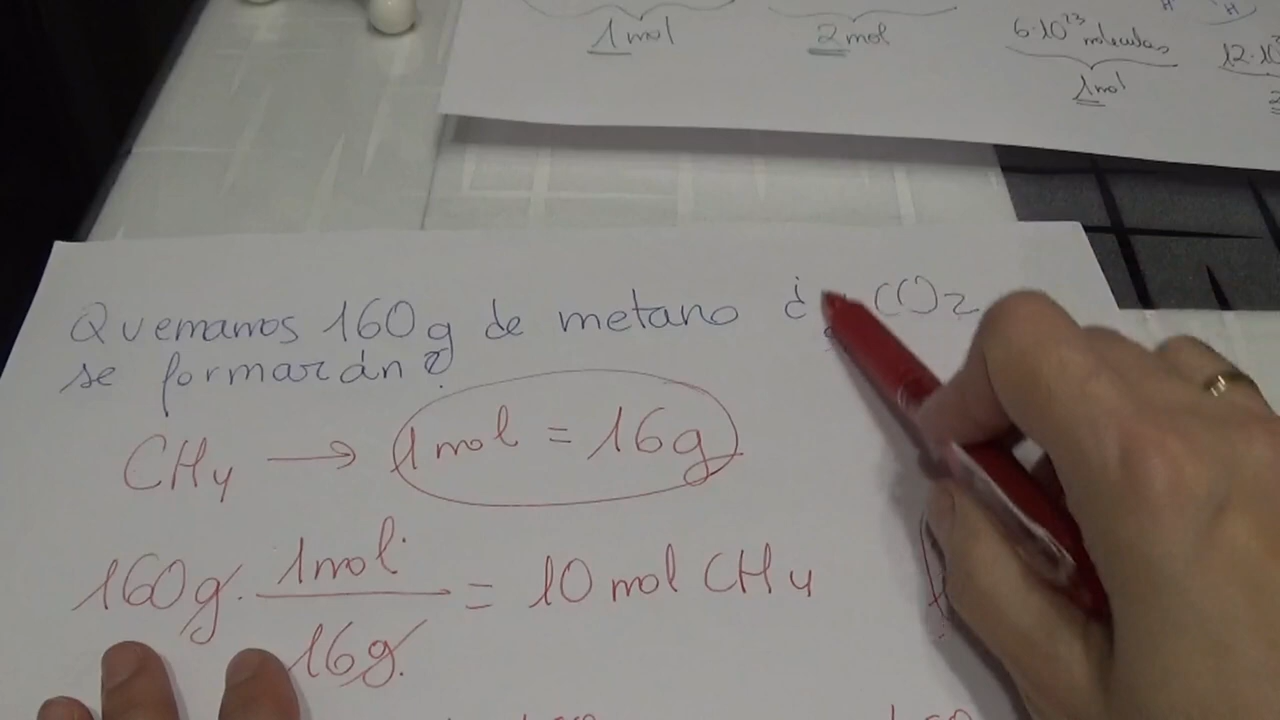 1mol 2mol
6·10²³ moleculas
1mol
Quemamos 160g de metano ¿g CO2
se formarán?
CH4 → 1mol = 16g
160g · 1mol / 16g = 10 mol CH4